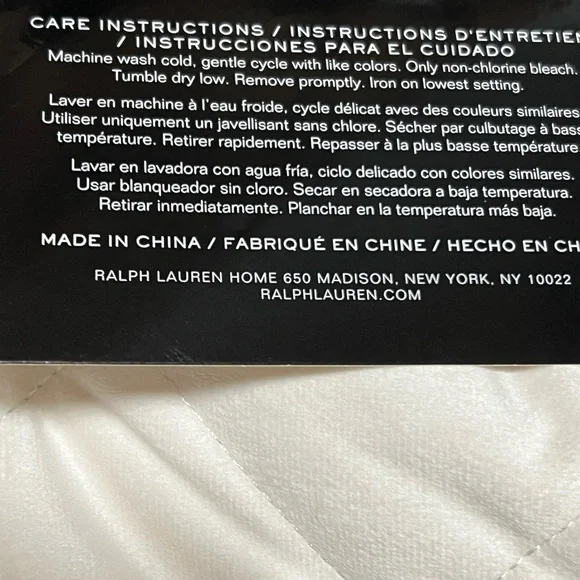 CARE INSTRUCTIONS / INSTRUCTIONS D'ENTRETIEN
/ INSTRUCCIONES PARA EL CUIDADO
Machine wash cold, gentle cycle with like colors. Only non-chlorine bleach.
Tumble dry low. Remove promptly. Iron on lowest setting.
Laver en machine à l'eau froide, cycle délicat avec des couleurs similaires
Utiliser uniquement un javellisant sans chlore. Sécher par culbutage à
température. Retirer rapidement. Repasser à la plus basse température
Lavar en lavadora con agua fría, ciclo delicado con colores similares.
Usar blanqueador sin cloro. Secar en secadora a baja temperatura.
Retirar inmediatamente. Planchar en la temperatura más baja.
MADE IN CHINA / FABRIQUÉ EN CHINE / HECHO EN
RALPH LAUREN HOME 650 MADISON, NEW YORK, NY 10022
RALPHLAUREN.COM